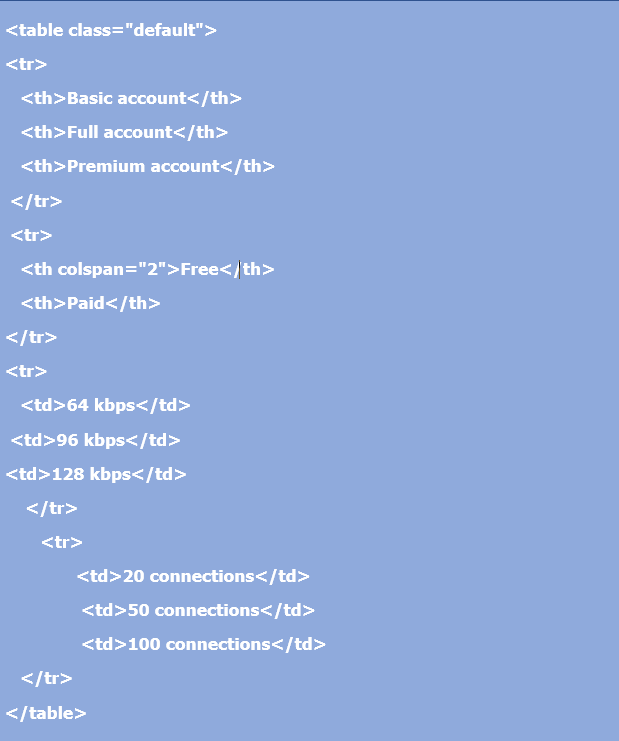 <table class="default">
<tr>
<th>Basic account</th>
<th>Full account</th>
<th>Premium account</th>
</tr>
<tr>
<th colspan="2">Free</th>
<th>Paid</th>
</tr>
<tr>
<td>64 kbps</td>
<td>96 kbps</td>
<td>128 kbps</td>
</tr>
<tr>
<td>20 connections</td>
<td>50 connections</td>
<td>100 connections</td>
</tr>
</table>